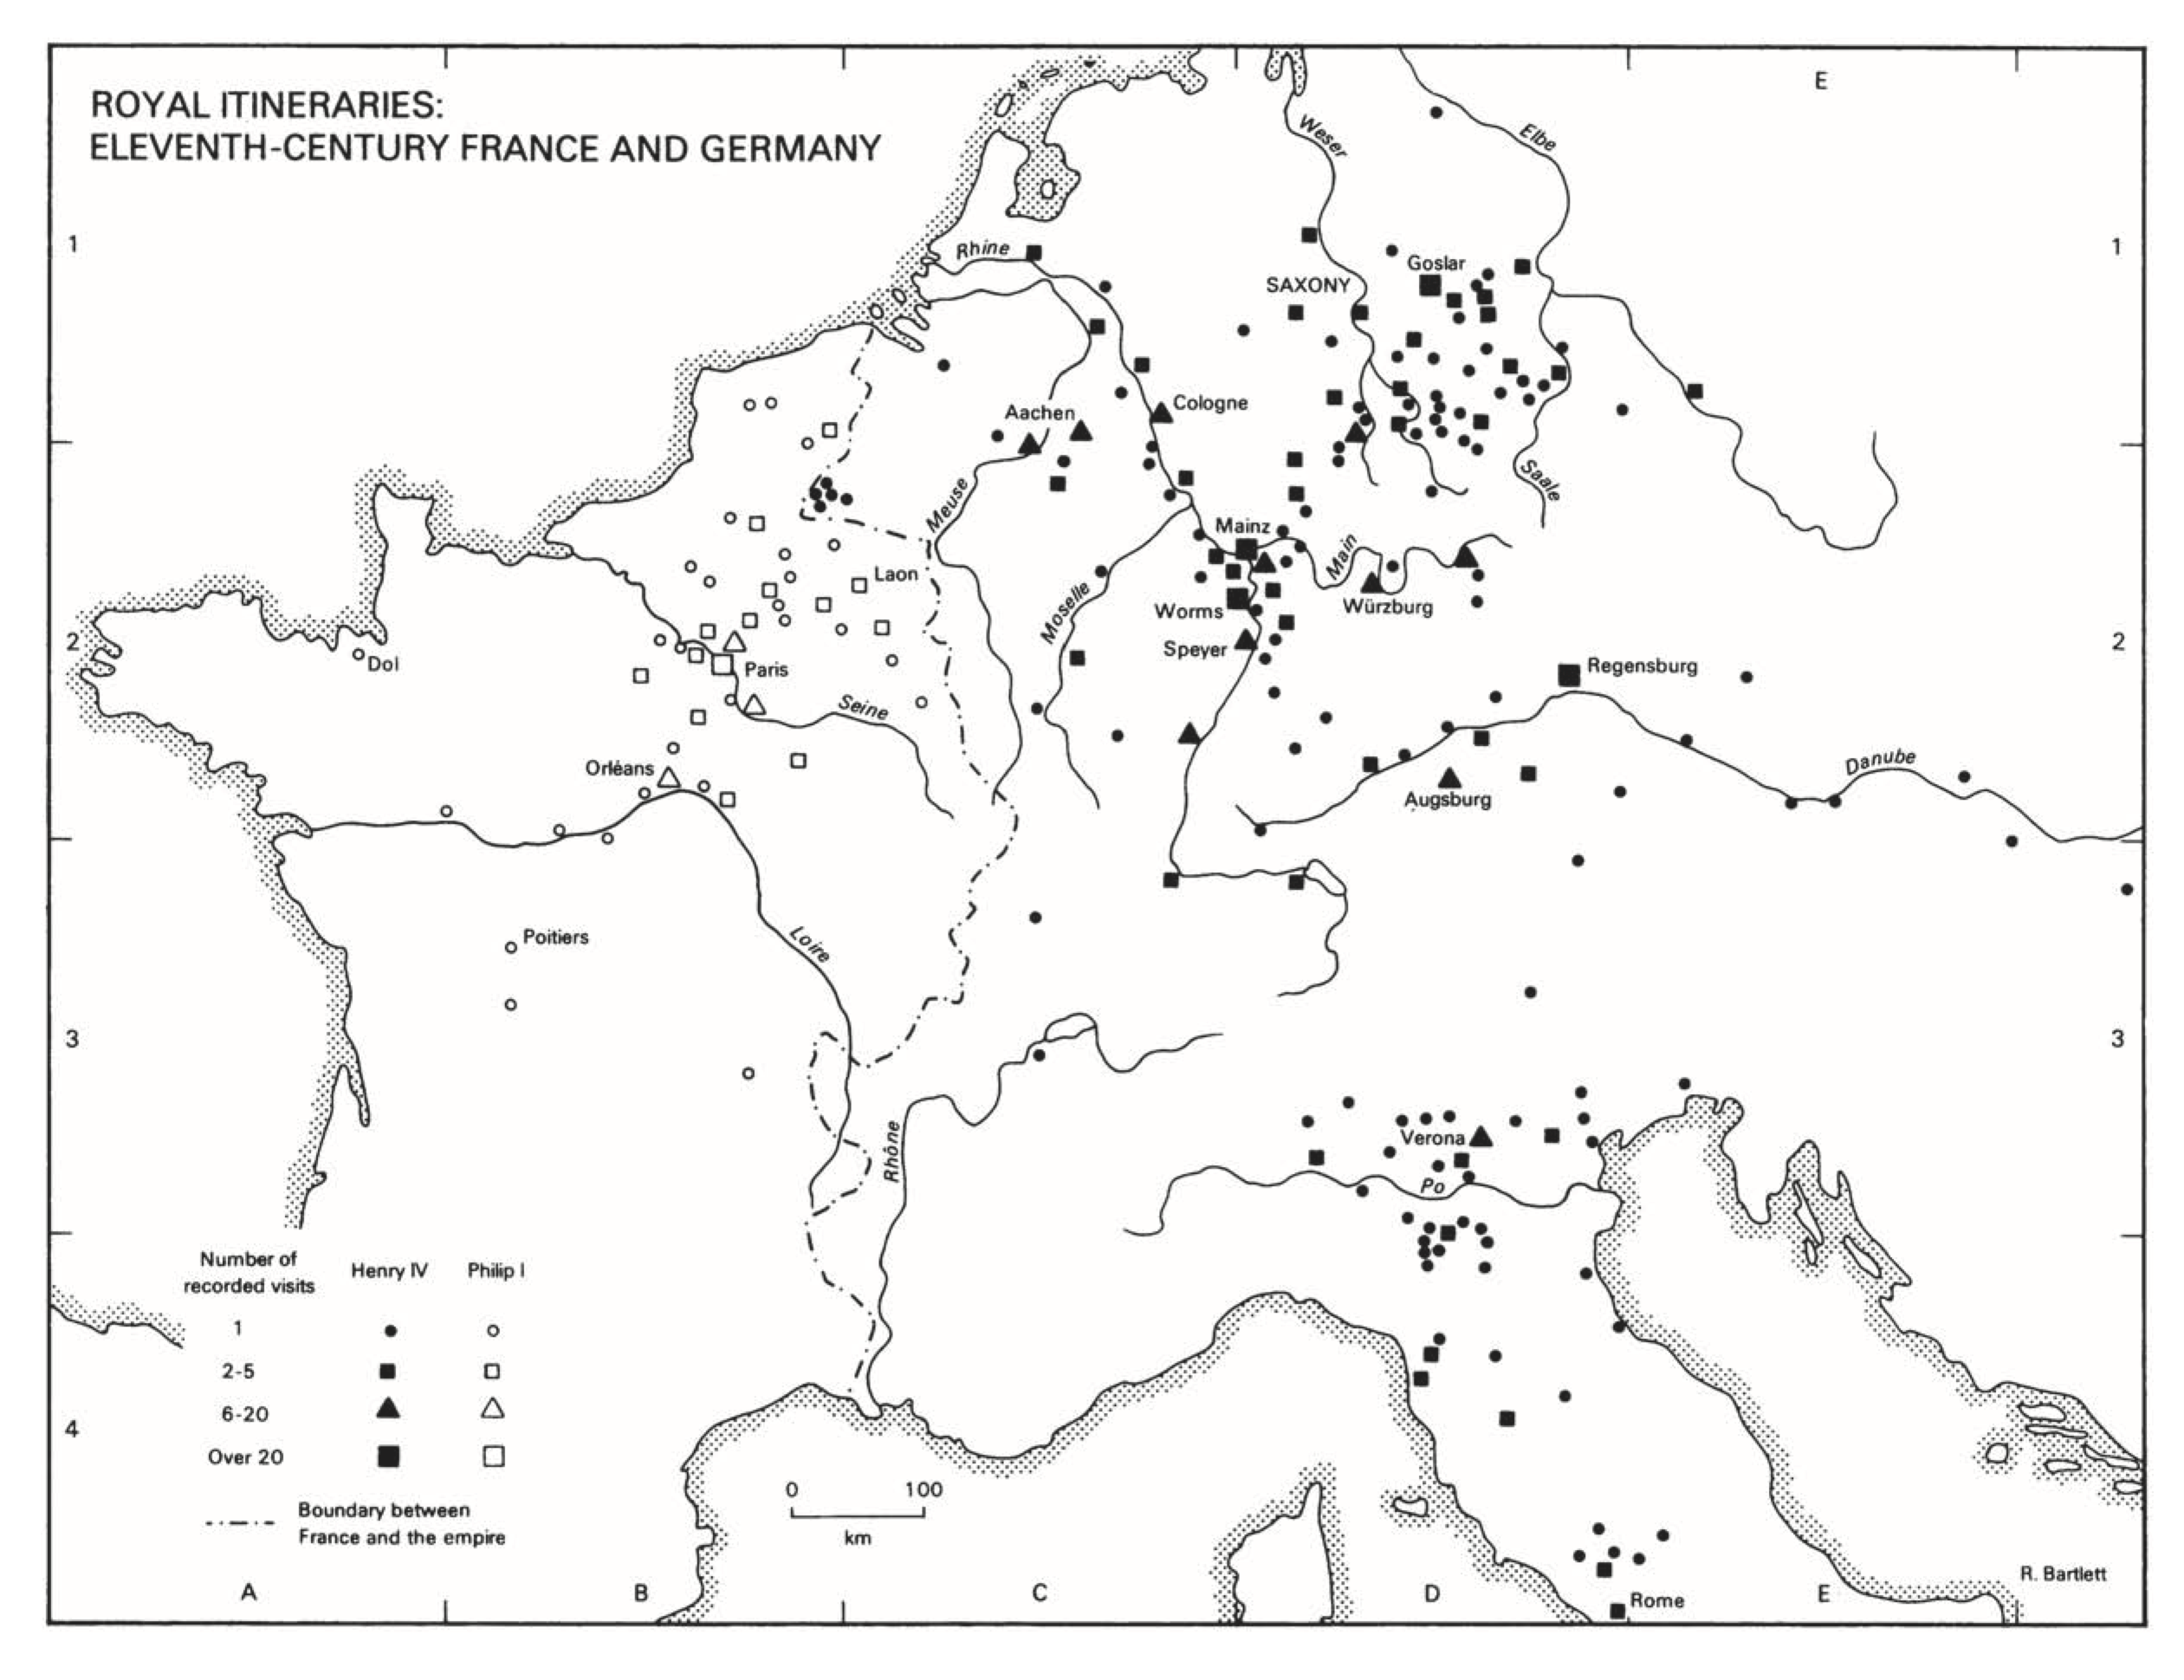 ROYAL ITINERARIES:
ELEVENTH-CENTURY FRANCE AND GERMANY
E
Weser
Elbe
1
Rhine
Goslar
1
SAXONY
Aachen
Cologne
Saale
Meuse
Mainz
Main
Laon
Moselle
Worms
Würzburg
2
Dol
Speyer
2
Paris
Regensburg
Seine
Orléans
Danube
Augsburg
Poitiers
Loire
3
3
Verona
Rhône
Po
Number of
recorded visits
Henry IV
Philip I
1
2-5
6-20
4
Over 20
0 100
km
Boundary between
France and the empire
R. Bartlett
A
B
C
D
E
Rome